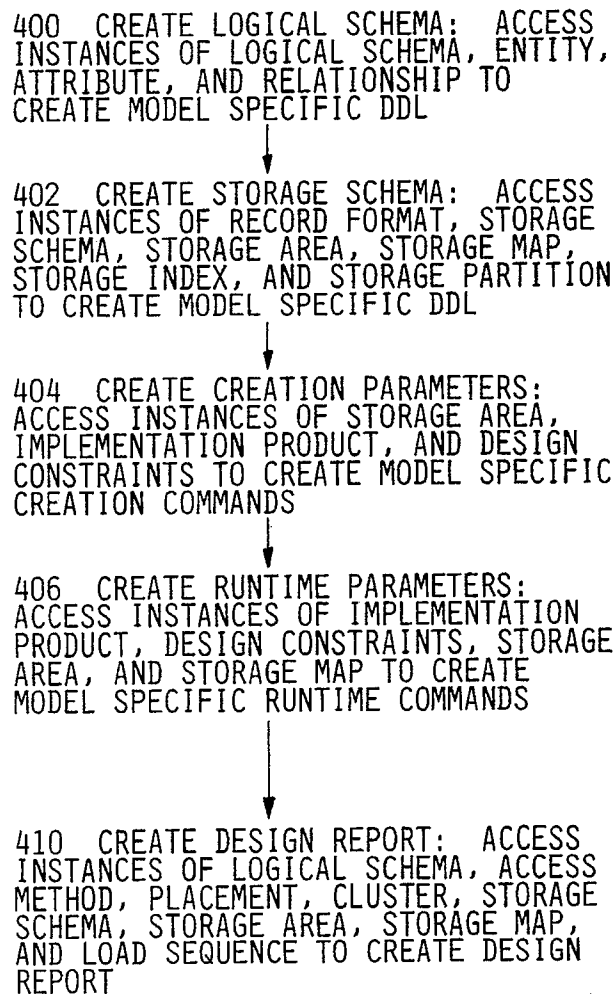 400 CREATE LOGICAL SCHEMA: ACCESS
INSTANCES OF LOGICAL SCHEMA, ENTITY,
ATTRIBUTE, AND RELATIONSHIP TO
CREATE MODEL SPECIFIC DDL
402 CREATE STORAGE SCHEMA: ACCESS
INSTANCES OF RECORD FORMAT, STORAGE
SCHEMA, STORAGE AREA, STORAGE MAP,
STORAGE INDEX, AND STORAGE PARTITION
TO CREATE MODEL SPECIFIC DDL
404 CREATE CREATION PARAMETERS:
ACCESS INSTANCES OF STORAGE AREA,
IMPLEMENTATION PRODUCT, AND DESIGN
CONSTRAINTS TO CREATE MODEL SPECIFIC
CREATION COMMANDS
406 CREATE RUNTIME PARAMETERS:
ACCESS INSTANCES OF IMPLEMENTATION
PRODUCT, DESIGN CONSTRAINTS, STORAGE
AREA, AND STORAGE MAP TO CREATE
MODEL SPECIFIC RUNTIME COMMANDS
410 CREATE DESIGN REPORT: ACCESS
INSTANCES OF LOGICAL SCHEMA, ACCESS
METHOD, PLACEMENT, CLUSTER, STORAGE
SCHEMA, STORAGE AREA, STORAGE MAP,
AND LOAD SEQUENCE TO CREATE DESIGN
REPORT